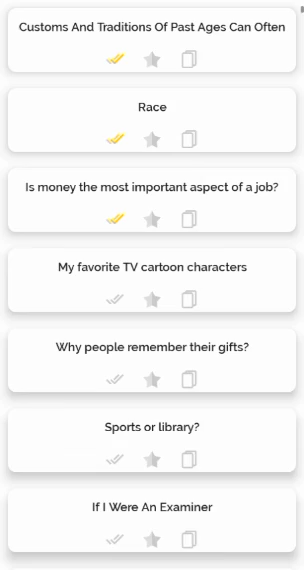 Customs And Traditions Of Past Ages Can Often
Race
Is money the most important aspect of a job?
My favorite TV cartoon characters
Why people remember their gifts?
Sports or library?
If I Were An Examiner